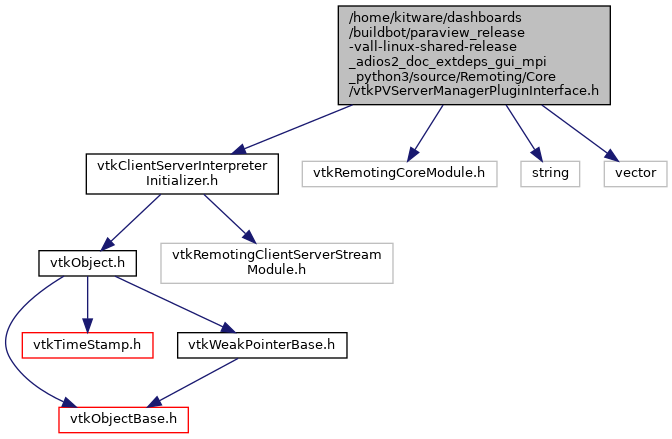 /home/kitware/dashboards
/buildbot/paraview_release
-vall-linux-shared-release
_adios2_doc_extdeps_gui_mpi
_python3/source/Remoting/Core
/vtkPVServerManagerPluginInterface.h
vtkClientServerInterpreter
Initializer.h
vtkRemotingCoreModule.h
string
vector
vtkObject.h
vtkRemotingClientServerStream
Module.h
vtkTimeStamp.h
vtkWeakPointerBase.h
vtkObjectBase.h